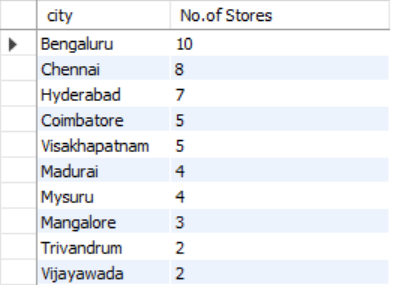 city No.of Stores
Bengaluru 10
Chennai 8
Hyderabad 7
Coimbatore 5
Visakhapatnam 5
Madurai 4
Mysuru 4
Mangalore 3
Trivandrum 2
Vijayawada 2